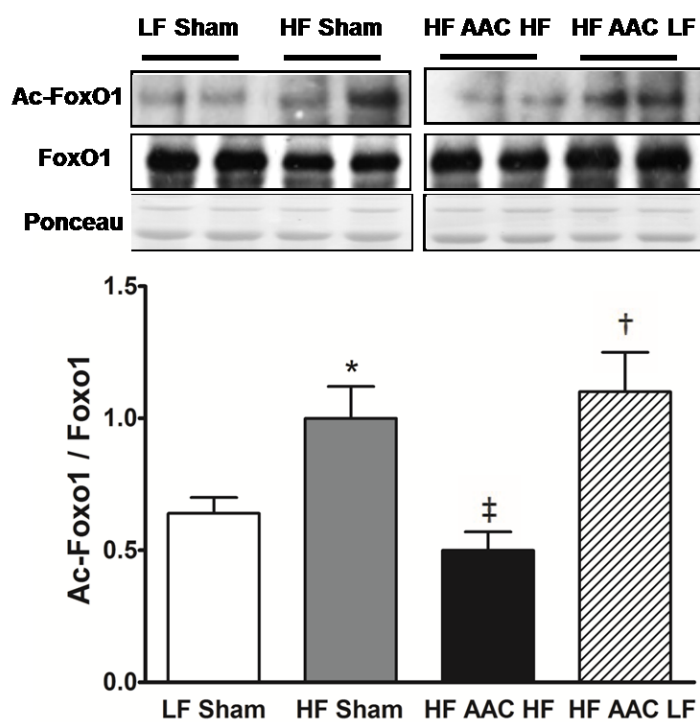 LF Sham HF Sham HF AAC HF HF AAC LF
Ac-FoxO1
FoxO1
Ponceau
1.5
1.0
0.5
0.0
Ac-Foxo1 / Foxo1
*
‡
†
LF Sham HF Sham HF AAC HF HF AAC LF